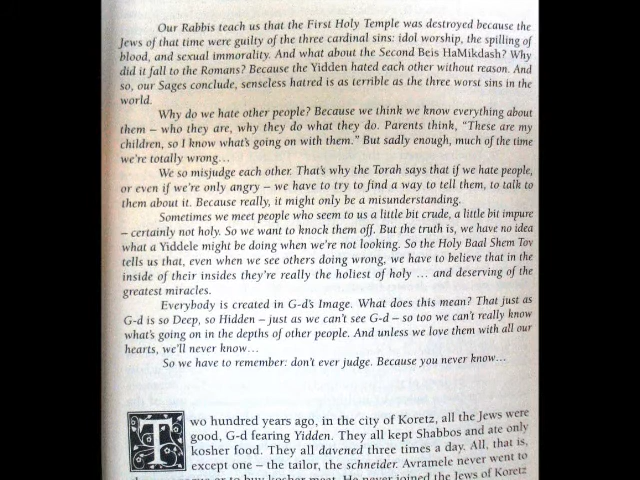 Our Rabbis teach us that the First Holy Temple was destroyed because the
Jews of that time were guilty of the three cardinal sins: idol worship, the spilling of
blood, and sexual immorality. And what about the Second Beis HaMikdash? Why
did it fall to the Romans? Because the Yidden hated each other without reason. And
so, our Sages conclude, senseless hatred is as terrible as the three worst sins in the
world.
Why do we hate other people? Because we think we know everything about
them – who they are, why they do what they do. Parents think, “These are my
children, so I know what's going on with them.” But sadly enough, much of the time
we're totally wrong…
We so misjudge each other. That's why the Torah says that if we hate people,
or even if we're only angry – we have to try to find a way to tell them, to talk to
them about it. Because really, it might only be a misunderstanding.
Sometimes we meet people who seem to us a little bit crude, a little bit impure
– certainly not holy. So we want to knock them off. But the truth is, we have no idea
what a Yiddele might be doing when we're not looking. So the Holy Baal Shem Tov
tells us that, even when we see others doing wrong, we have to believe that in the
inside of their insides they're really the holiest of holy … and deserving of the
greatest miracles.
Everybody is created in G-d's Image. What does this mean? That just as
G-d is so Deep, so Hidden – just as we can't see G-d – so too we can't really know
what's going on in the depths of other people. And unless we love them with all our
hearts, we'll never know…
So we have to remember: don't ever judge. Because you never know…
Two hundred years ago, in the city of Koretz, all the Jews were
good, G-d fearing Yidden. They all kept Shabbos and ate only
kosher food. They all davened three times a day. All, that is,
except one – the tailor, the schneider. Avramele never went to
or to buy kosher meat. He never joined the Jews of Koretz